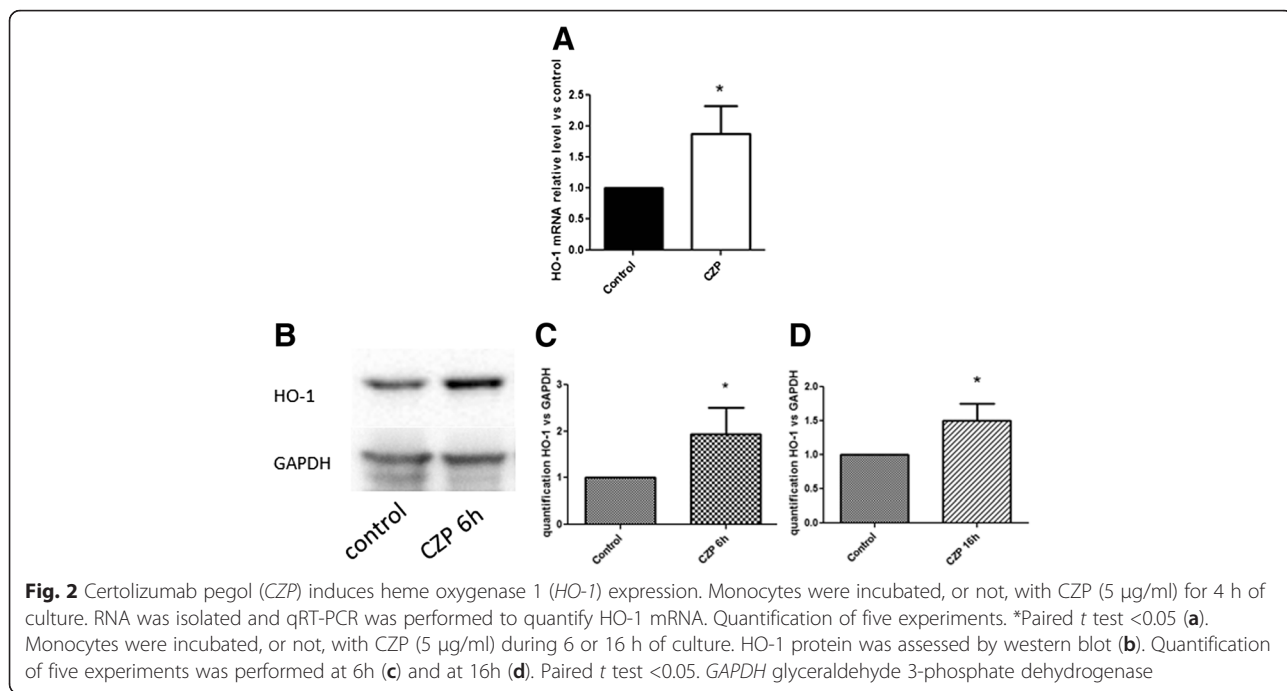 A
HO-1 mRNA relative level vs control
2.5
2.0
1.5
1.0
0.5
0.0
*
Control
CZP
B
HO-1
GAPDH
control
CZP 6h
C
quantification HO-1 vs GAPDH
3
2
1
0
*
Control
CZP 6h
D
quantification HO-1 vs GAPDH
2.0
1.5
1.0
0.5
0.0
*
Control
CZP 16h
Fig. 2 Certolizumab pegol (CZP) induces heme oxygenase 1 (HO-1) expression. Monocytes were incubated, or not, with CZP (5 μg/ml) for 4 h of
culture. RNA was isolated and qRT-PCR was performed to quantify HO-1 mRNA. Quantification of five experiments. *Paired t test <0.05 (a).
Monocytes were incubated, or not, with CZP (5 μg/ml) during 6 or 16 h of culture. HO-1 protein was assessed by western blot (b). Quantification
of five experiments was performed at 6h (c) and at 16h (d). Paired t test <0.05. GAPDH glyceraldehyde 3-phosphate dehydrogenase